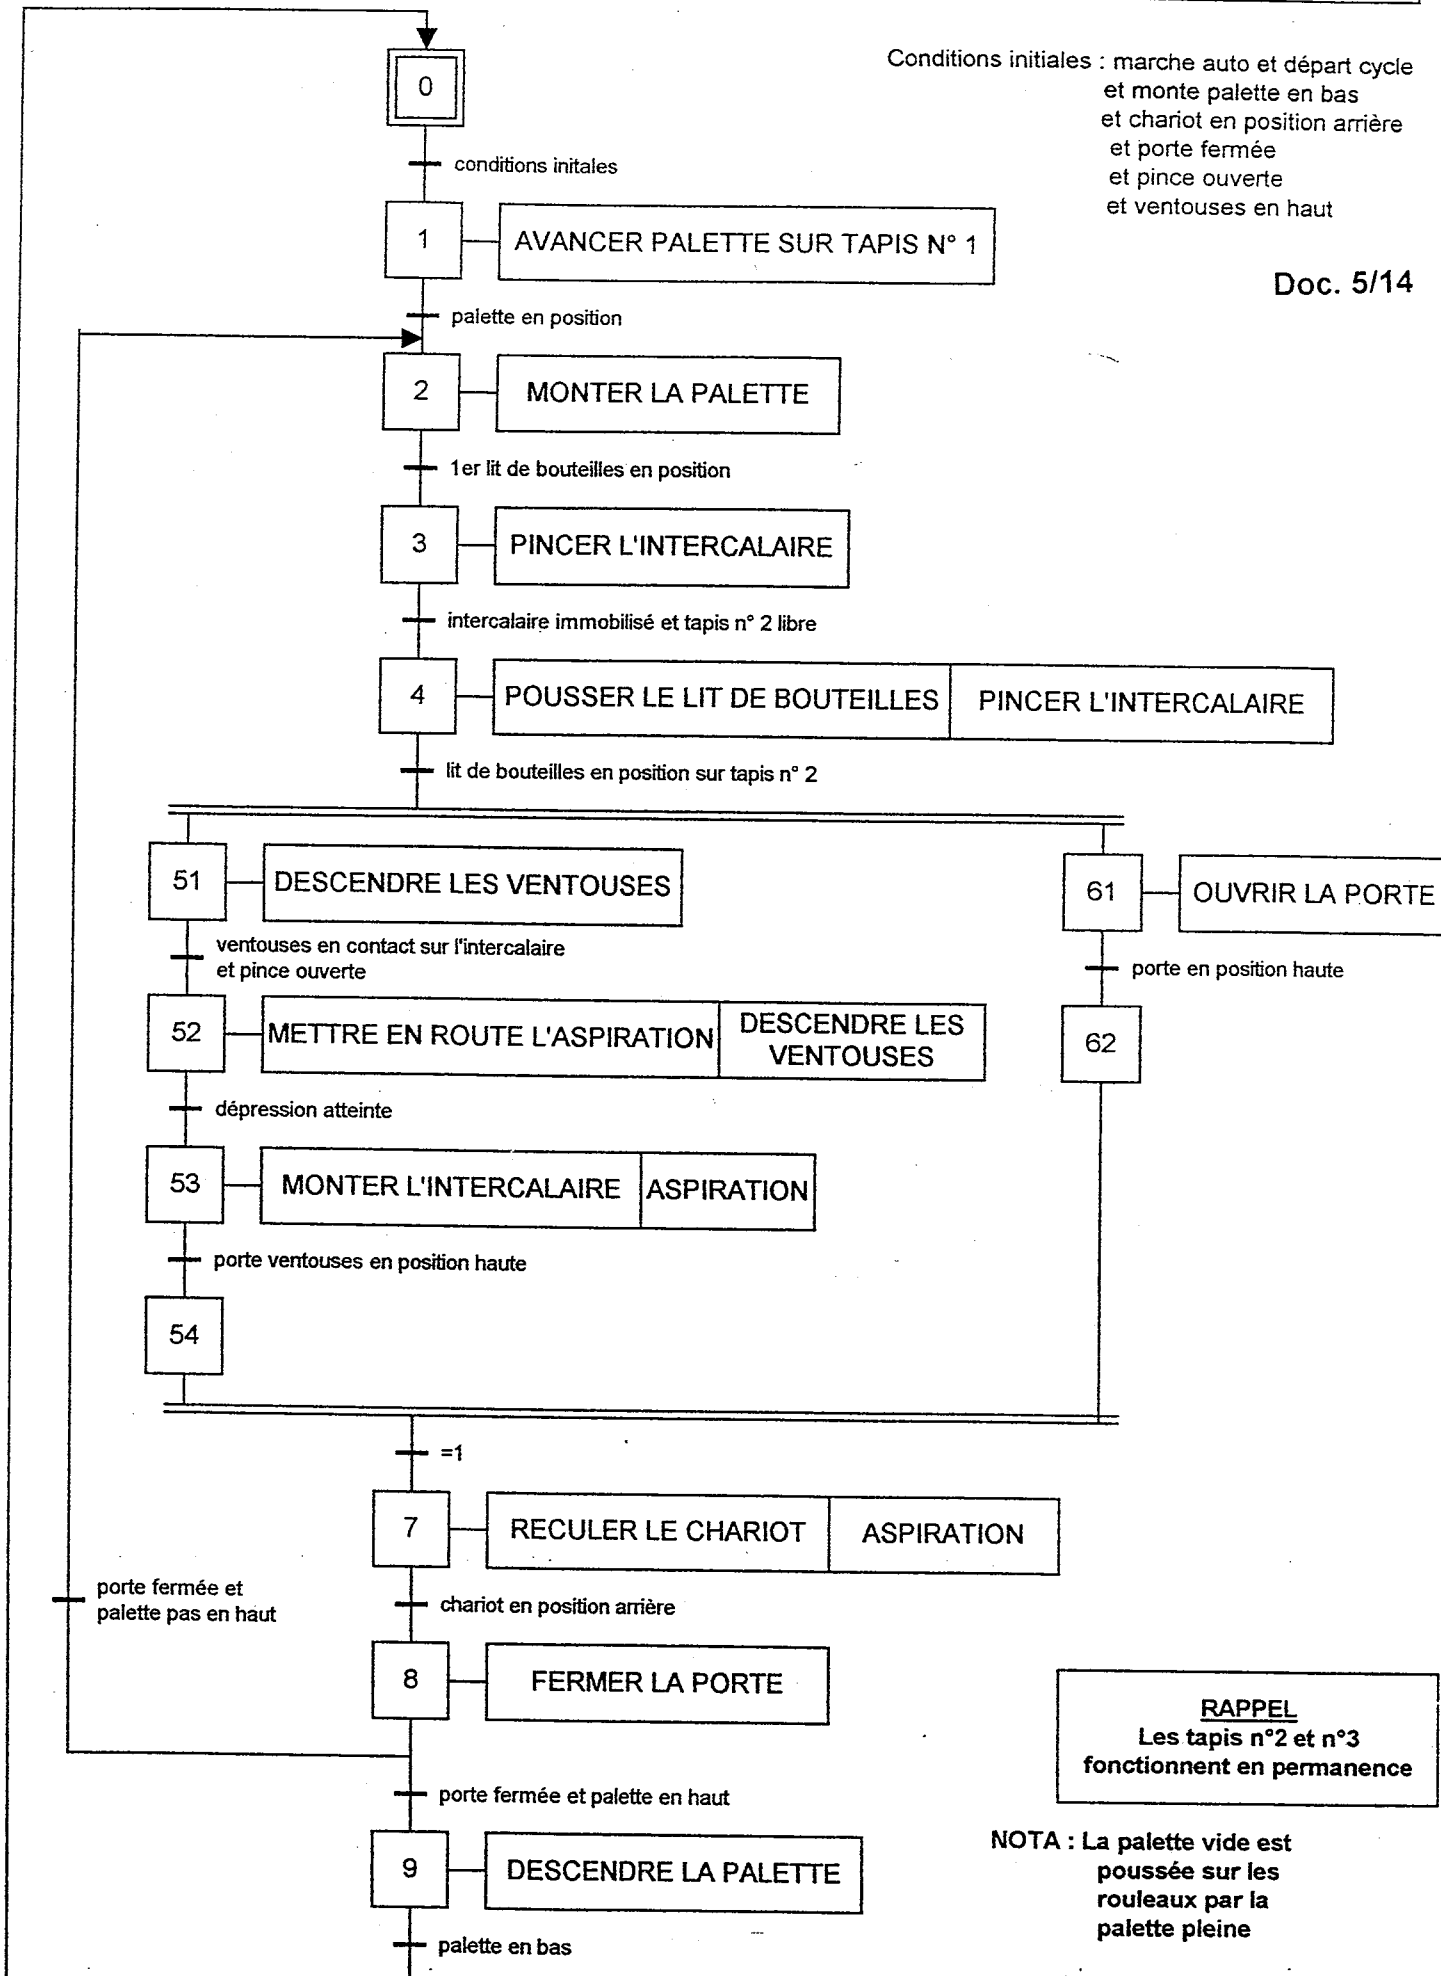 0
Conditions initiales : marche auto et départ cycle
et monte palette en bas
et chariot en position arrière
et porte fermée
et pince ouverte
et ventouses en haut
conditions initales
1
AVANCER PALETTE SUR TAPIS N° 1
Doc. 5/14
palette en position
2
MONTER LA PALETTE
1er lit de bouteilles en position
3
PINCER L'INTERCALAIRE
intercalaire immobilisé et tapis n° 2 libre
4
POUSSER LE LIT DE BOUTEILLES
PINCER L'INTERCALAIRE
lit de bouteilles en position sur tapis n° 2
51
DESCENDRE LES VENTOUSES
61
OUVRIR LA PORTE
ventouses en contact sur l'intercalaire
et pince ouverte
porte en position haute
52
METTRE EN ROUTE L'ASPIRATION
DESCENDRE LES
VENTOUSES
62
dépression atteinte
53
MONTER L'INTERCALAIRE
ASPIRATION
porte ventouses en position haute
54
=1
7
RECULER LE CHARIOT
ASPIRATION
porte fermée et
palette pas en haut
chariot en position arrière
8
FERMER LA PORTE
RAPPEL
Les tapis n°2 et n°3
fonctionnent en permanence
porte fermée et palette en haut
9
DESCENDRE LA PALETTE
NOTA : La palette vide est
poussée sur les
rouleaux par la
palette pleine
palette en bas